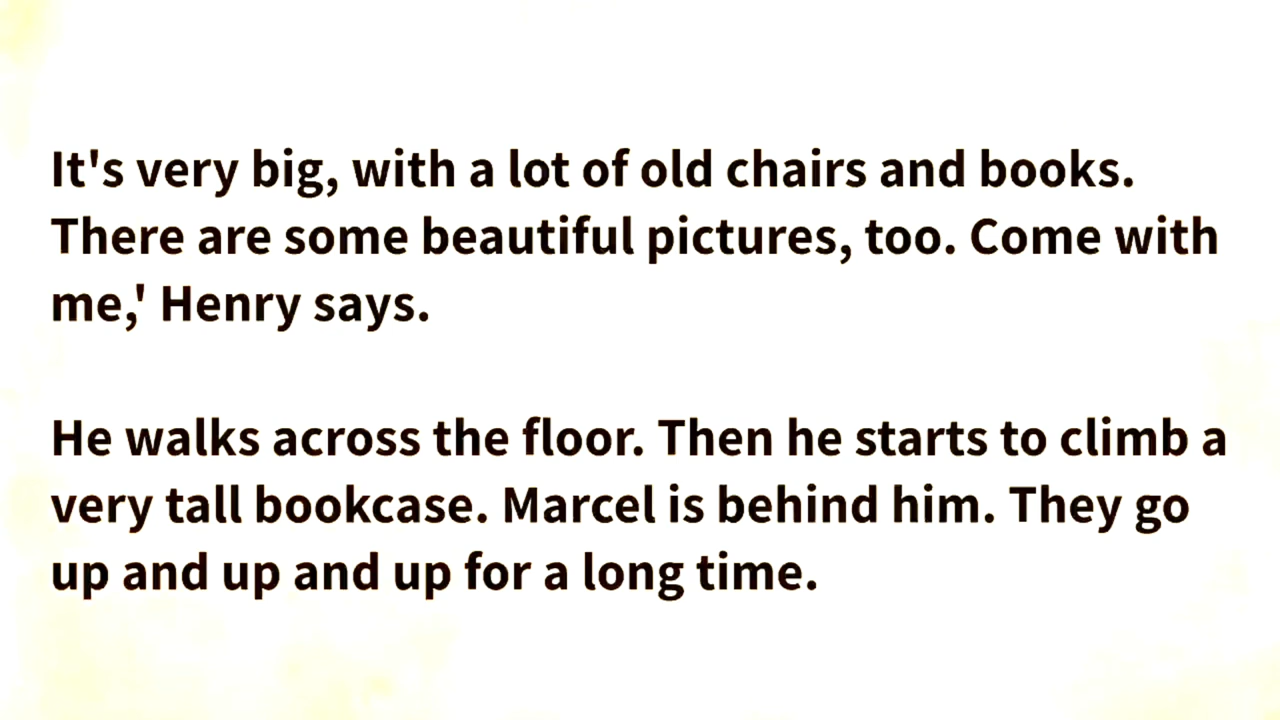 It's very big, with a lot of old chairs and books.
There are some beautiful pictures, too. Come with
me,' Henry says.
He walks across the floor. Then he starts to climb a
very tall bookcase. Marcel is behind him. They go
up and up and up for a long time.